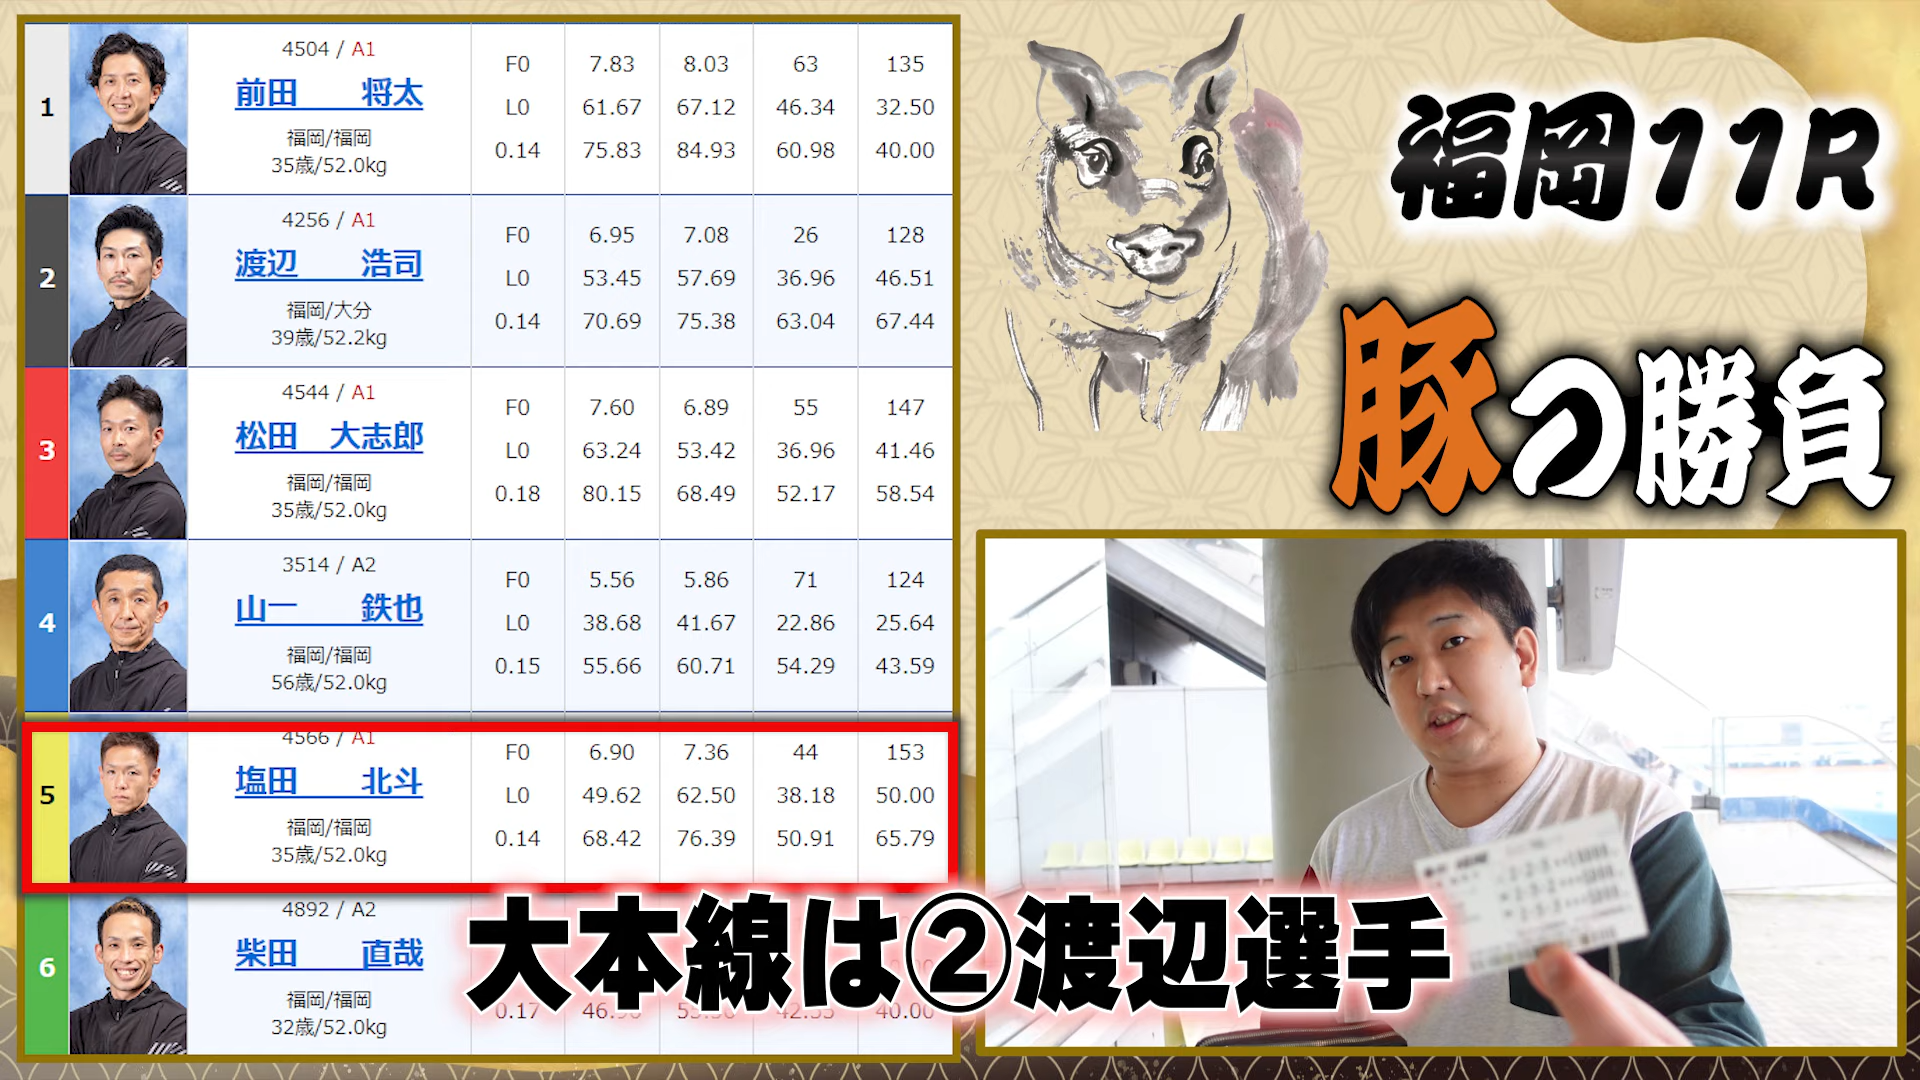 1
4504 / A1
前田 将太
福岡/福岡
35歳/52.0kg
F0 7.83 8.03 63 135
L0 61.67 67.12 46.34 32.50
0.14 75.83 84.93 60.98 40.00
2
4256 / A1
渡辺 浩司
福岡/大分
39歳/52.2kg
F0 6.95 7.08 26 128
L0 53.45 57.69 36.96 46.51
0.14 70.69 75.38 63.04 67.44
3
4544 / A1
松田 大志郎
福岡/福岡
35歳/52.0kg
F0 7.60 6.89 55 147
L0 63.24 53.42 36.96 41.46
0.18 80.15 68.49 52.17 58.54
4
3514 / A2
山一 鉄也
福岡/福岡
56歳/52.0kg
F0 5.56 5.86 71 124
L0 38.68 41.67 22.86 25.64
0.15 55.66 60.71 54.29 43.59
5
4566 / A1
塩田 北斗
福岡/福岡
35歳/52.0kg
F0 6.90 7.36 44 153
L0 49.62 62.50 38.18 50.00
0.14 68.42 76.39 50.91 65.79
6
4892 / A2
柴田 直哉
福岡/福岡
32歳/52.0kg
0.17 40.00
福岡11R
豚の勝負
大本線は②渡辺選手